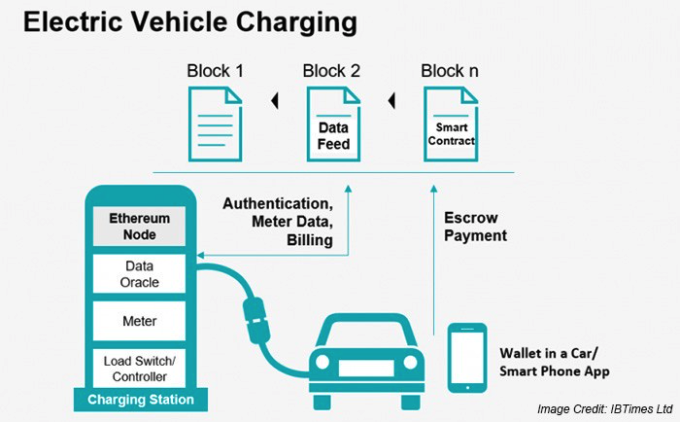 Electric Vehicle Charging
Block 1
Block 2
Block n
Data
Feed
Smart
Contract
Authentication,
Meter Data,
Billing
Escrow
Payment
Ethereum
Node
Data
Oracle
Meter
Load Switch/
Controller
Charging Station
Wallet in a Car/
Smart Phone App
Image Credit: IBTimes Ltd